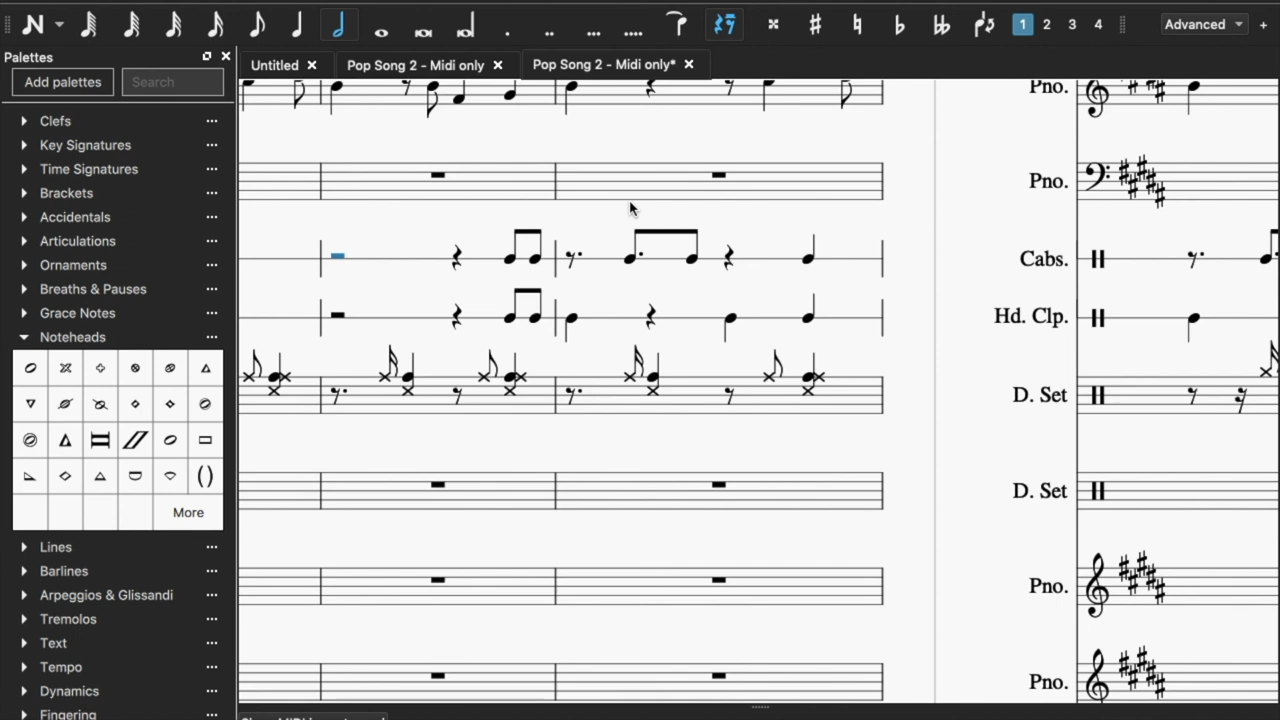 1 2 3 4 Advanced +
Palettes
Untitled Pop Song 2 - Midi only Pop Song 2 - Midi only*
Add palettes Search
Clefs
Key Signatures
Time Signatures
Brackets
Accidentals
Articulations
Ornaments
Breaths & Pauses
Grace Notes
Noteheads
More
Lines
Barlines
Arpeggios & Glissandi
Tremolos
Text
Tempo
Dynamics
Fingering
Pno.
Pno.
Cabs.
Hd. Clp.
D. Set
D. Set
Pno.
Pno.